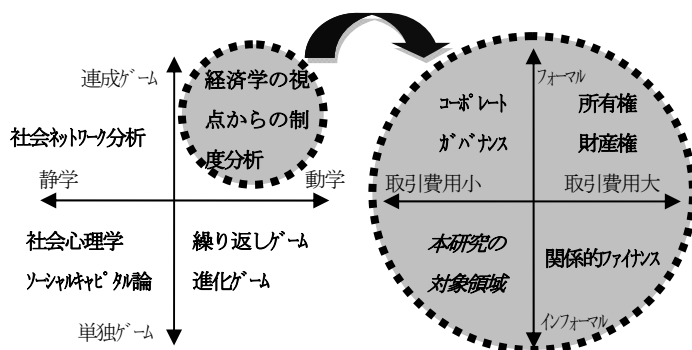 連成ゲーム
経済学の視
点からの制
度分析
社会ネットワーク分析
静学
動学
社会心理学
ソーシャルキャピタル論
繰り返しゲーム
進化ゲーム
単独ゲーム
フォーマル
コーポレート
ガバナンス
所有権
財産権
取引費用小
取引費用大
本研究の
対象領域
関係的ファイナンス
インフォーマル